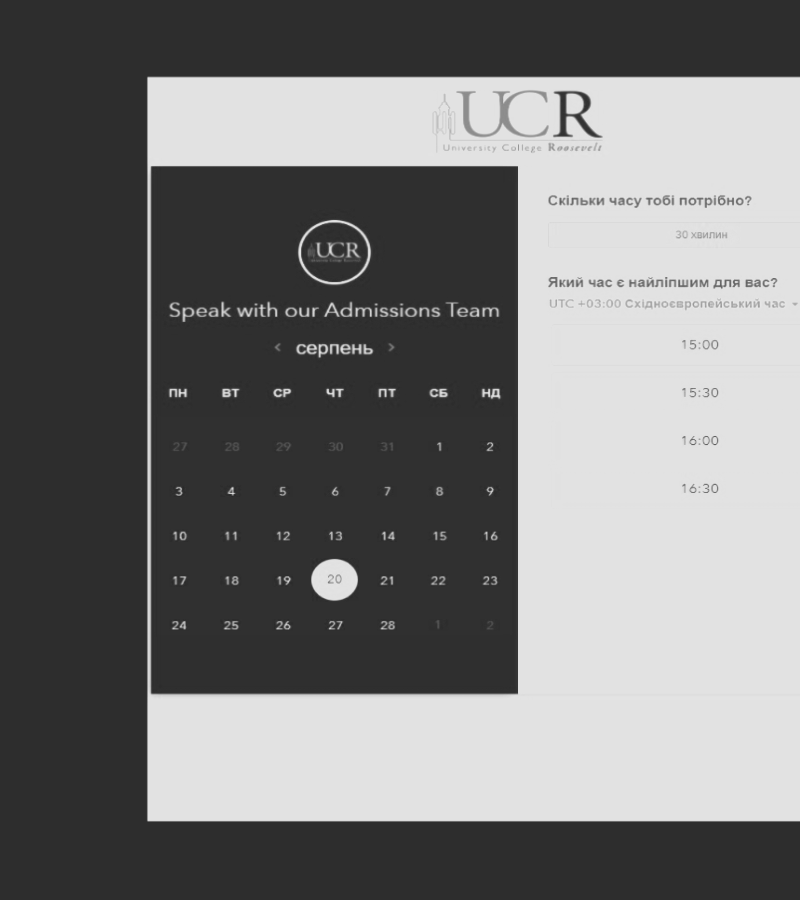 UCR
University College Roosevelt
UCR
Speak with our Admissions Team
< серпень >
ПН ВТ СР ЧТ ПТ СБ НД
27 28 29 30 31 1 2
3 4 5 6 7 8 9
10 11 12 13 14 15 16
17 18 19 20 21 22 23
24 25 26 27 28 1 2
Скільки часу тобі потрібно?
30 хвилин
Який час є найліпшим для вас?
UTC +03:00 Східноєвропейський час
15:00
15:30
16:00
16:30